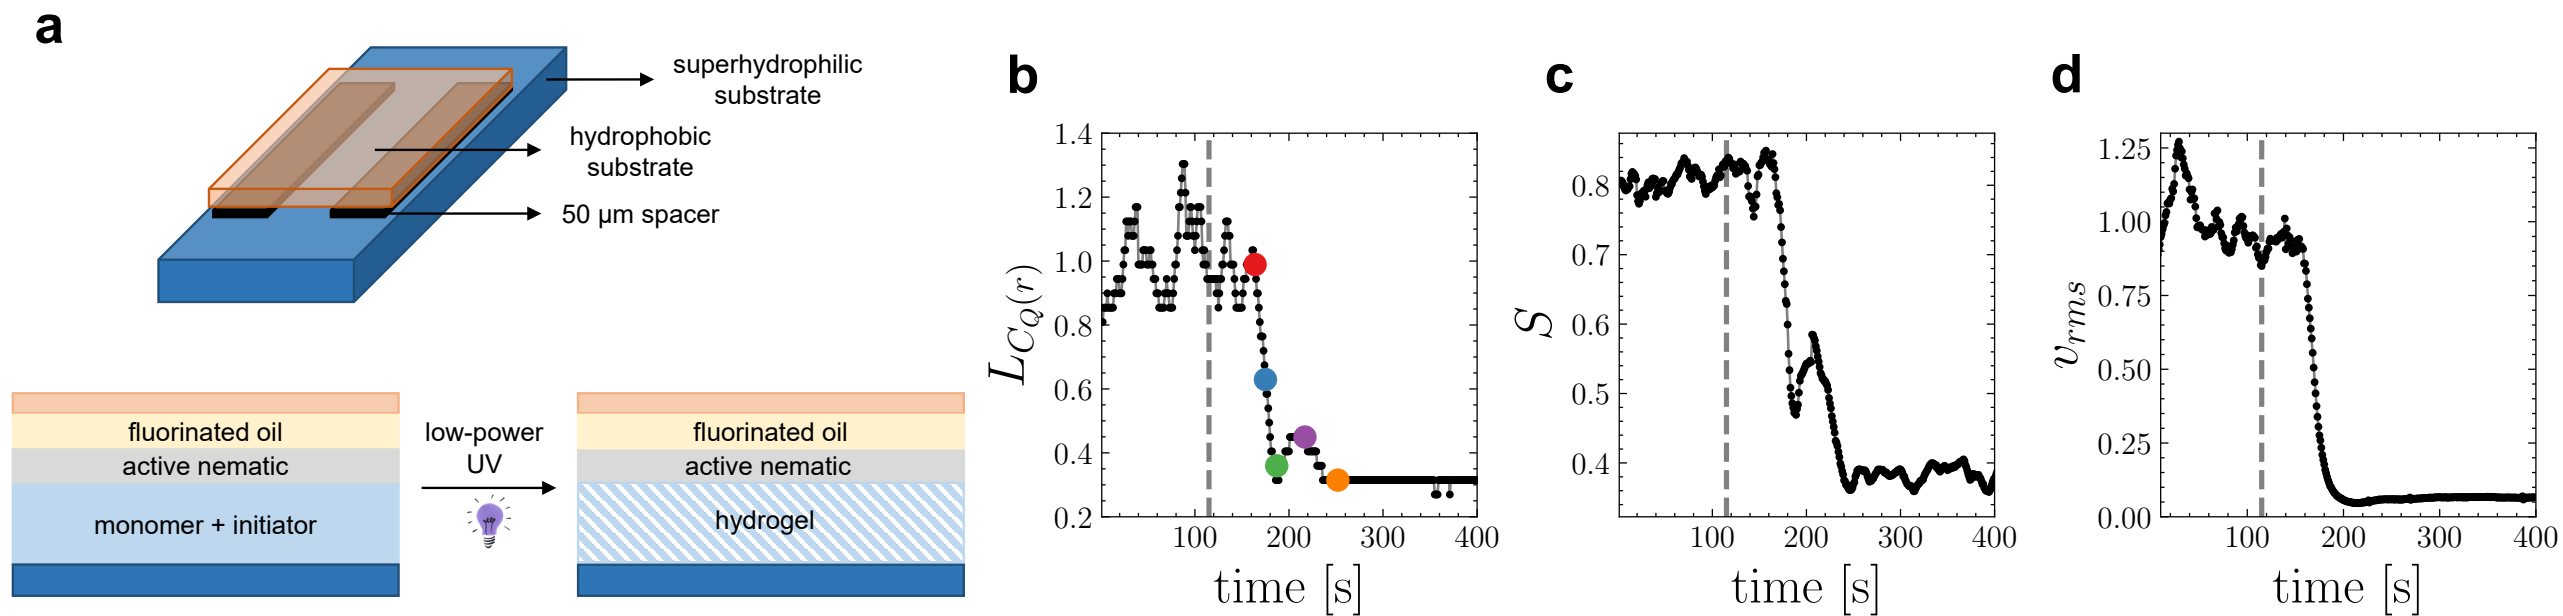 a
superhydrophilic
substrate
hydrophobic
substrate
50 µm spacer
fluorinated oil
active nematic
monomer + initiator
low-power
UV
fluorinated oil
active nematic
hydrogel
b
1.4
1.2
1.0
0.8
0.6
0.4
0.2
L_{C_Q(r)}
100 200 300 400
time [s]
c
0.8
0.7
0.6
0.5
0.4
S
100 200 300 400
time [s]
d
1.25
1.00
0.75
0.50
0.25
0.00
v_{rms}
100 200 300 400
time [s]